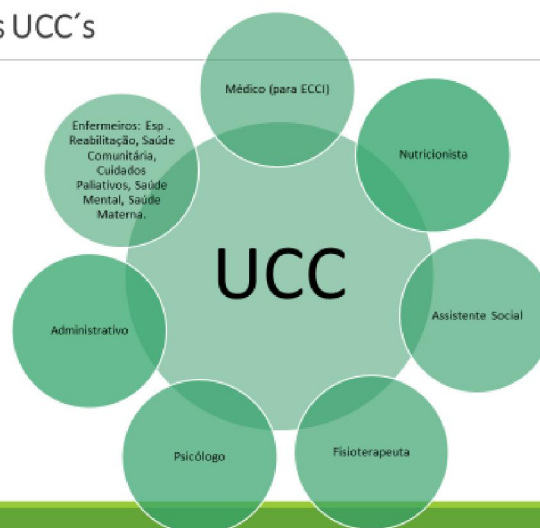 s UCC´s
Médico (para ECCI)
Nutricionista
Assistente Social
Fisioterapeuta
Psicólogo
Administrativo
Enfermeiros: Esp .
Reabilitação, Saúde
Comunitária,
Cuidados
Paliativos, Saúde
Mental, Saúde
Materna.
UCC